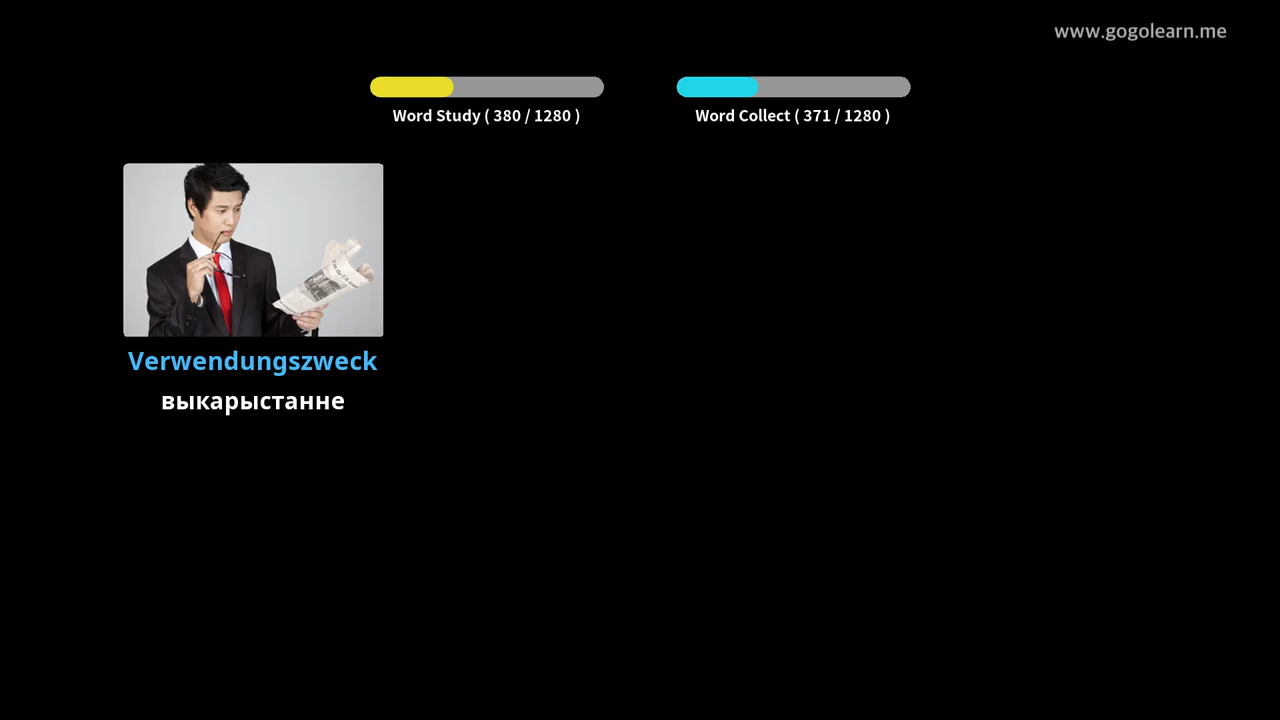 www.gogolearn.me
Word Study ( 380 / 1280 )
Word Collect ( 371 / 1280 )
Verwendungszweck
выкарыстанне